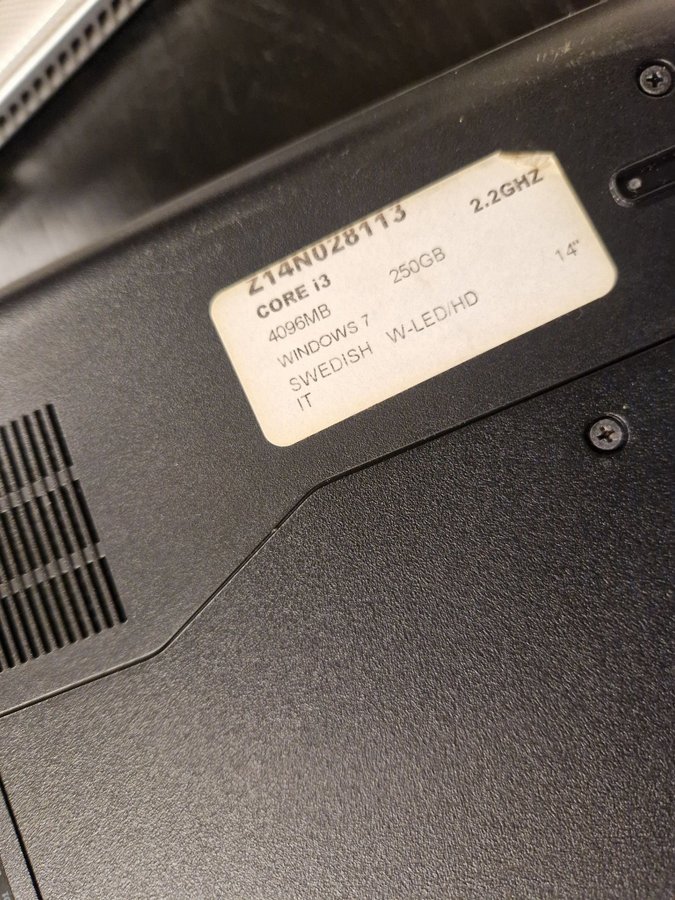 Z14N028113 2.2GHZ
CORE i3
4096MB 250GB 14"
WINDOWS 7
SWEDISH W-LED/HD
IT